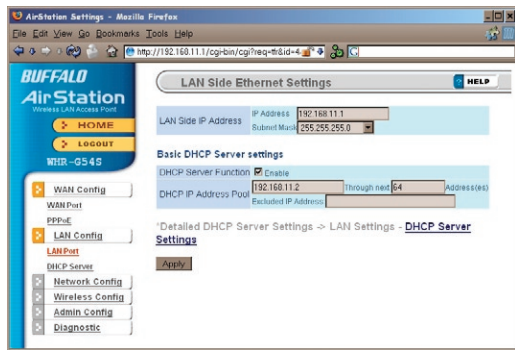 AirStation Settings - Mozilla Firefox
File Edit View Go Bookmarks Tools Help
http://192.168.11.1/cgi-bin/cgi?req=ttr&id=4
BUFFALO
AirStation
Wireless LAN Access Point
HOME
LOGOUT
WHR-G54S
WAN Config
WAN Port
PPPoE
LAN Config
LAN Port
DHCP Server
Network Config
Wireless Config
Admin Config
Diagnostic
LAN Side Ethernet Settings
HELP
LAN Side IP Address
IP Address 192.168.11.1
Subnet Mask 255.255.255.0
Basic DHCP Server settings
DHCP Server Function Enable
DHCP IP Address Pool
192.168.11.2 Through next 64 Address(es)
Excluded IP Address
*Detailed DHCP Server Settings -> LAN Settings - DHCP Server
Settings
Apply